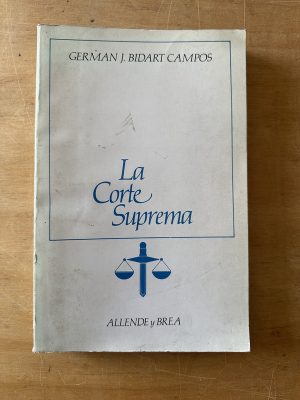 GERMAN J. BIDART CAMPOS
La
Corte
Suprema
ALLENDE y BREA